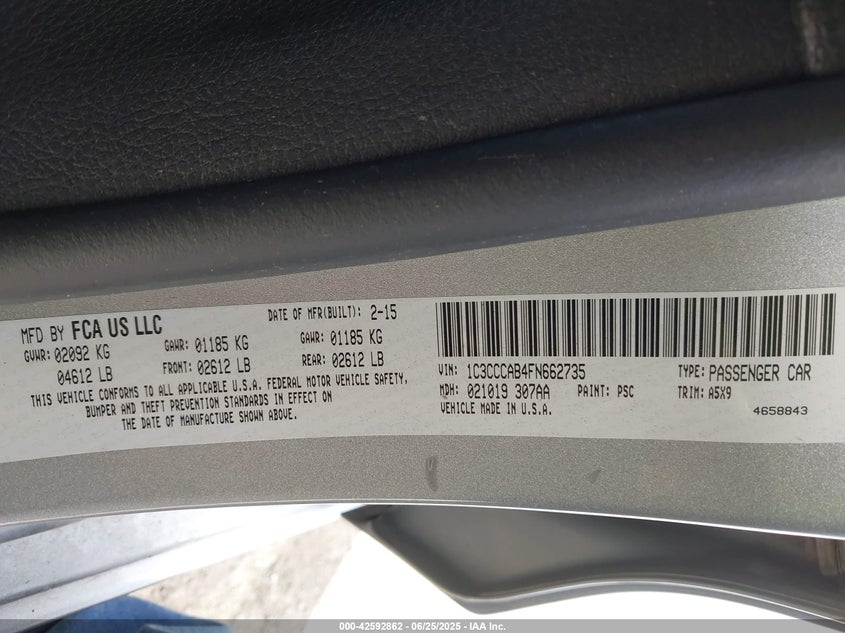 MFD BY FCA US LLC
DATE OF MFR(BUILT): 2-15
GVWR: 02092 KG
04612 LB
GAWR: 01185 KG
FRONT: 02612 LB
GAWR: 01185 KG
REAR: 02612 LB
THIS VEHICLE CONFORMS TO ALL APPLICABLE U.S.A. FEDERAL MOTOR VEHICLE SAFETY,
BUMPER AND THEFT PREVENTION STANDARDS IN EFFECT ON
THE DATE OF MANUFACTURE SHOWN ABOVE.
VIN: 1C3CCCAB4FN662735
TYPE: PASSENGER CAR
MDH: 021019 307AA
PAINT: PSC
TRIM: A5X9
VEHICLE MADE IN U.S.A.
4658843
000-42592862 - 06/25/2025 - IAA Inc.